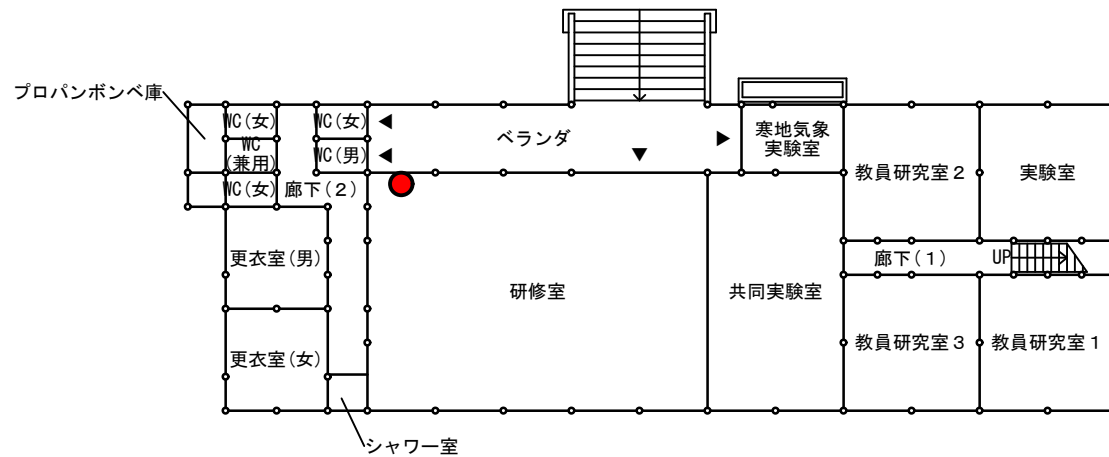 プロパンボンベ庫
WC(女)
WC(女)
WC
(兼用)
WC(男)
WC(女)
廊下(2)
ベランダ
寒地気象
実験室
教員研究室2
実験室
更衣室(男)
研修室
共同実験室
廊下(1)
UP
教員研究室3
教員研究室1
更衣室(女)
シャワー室